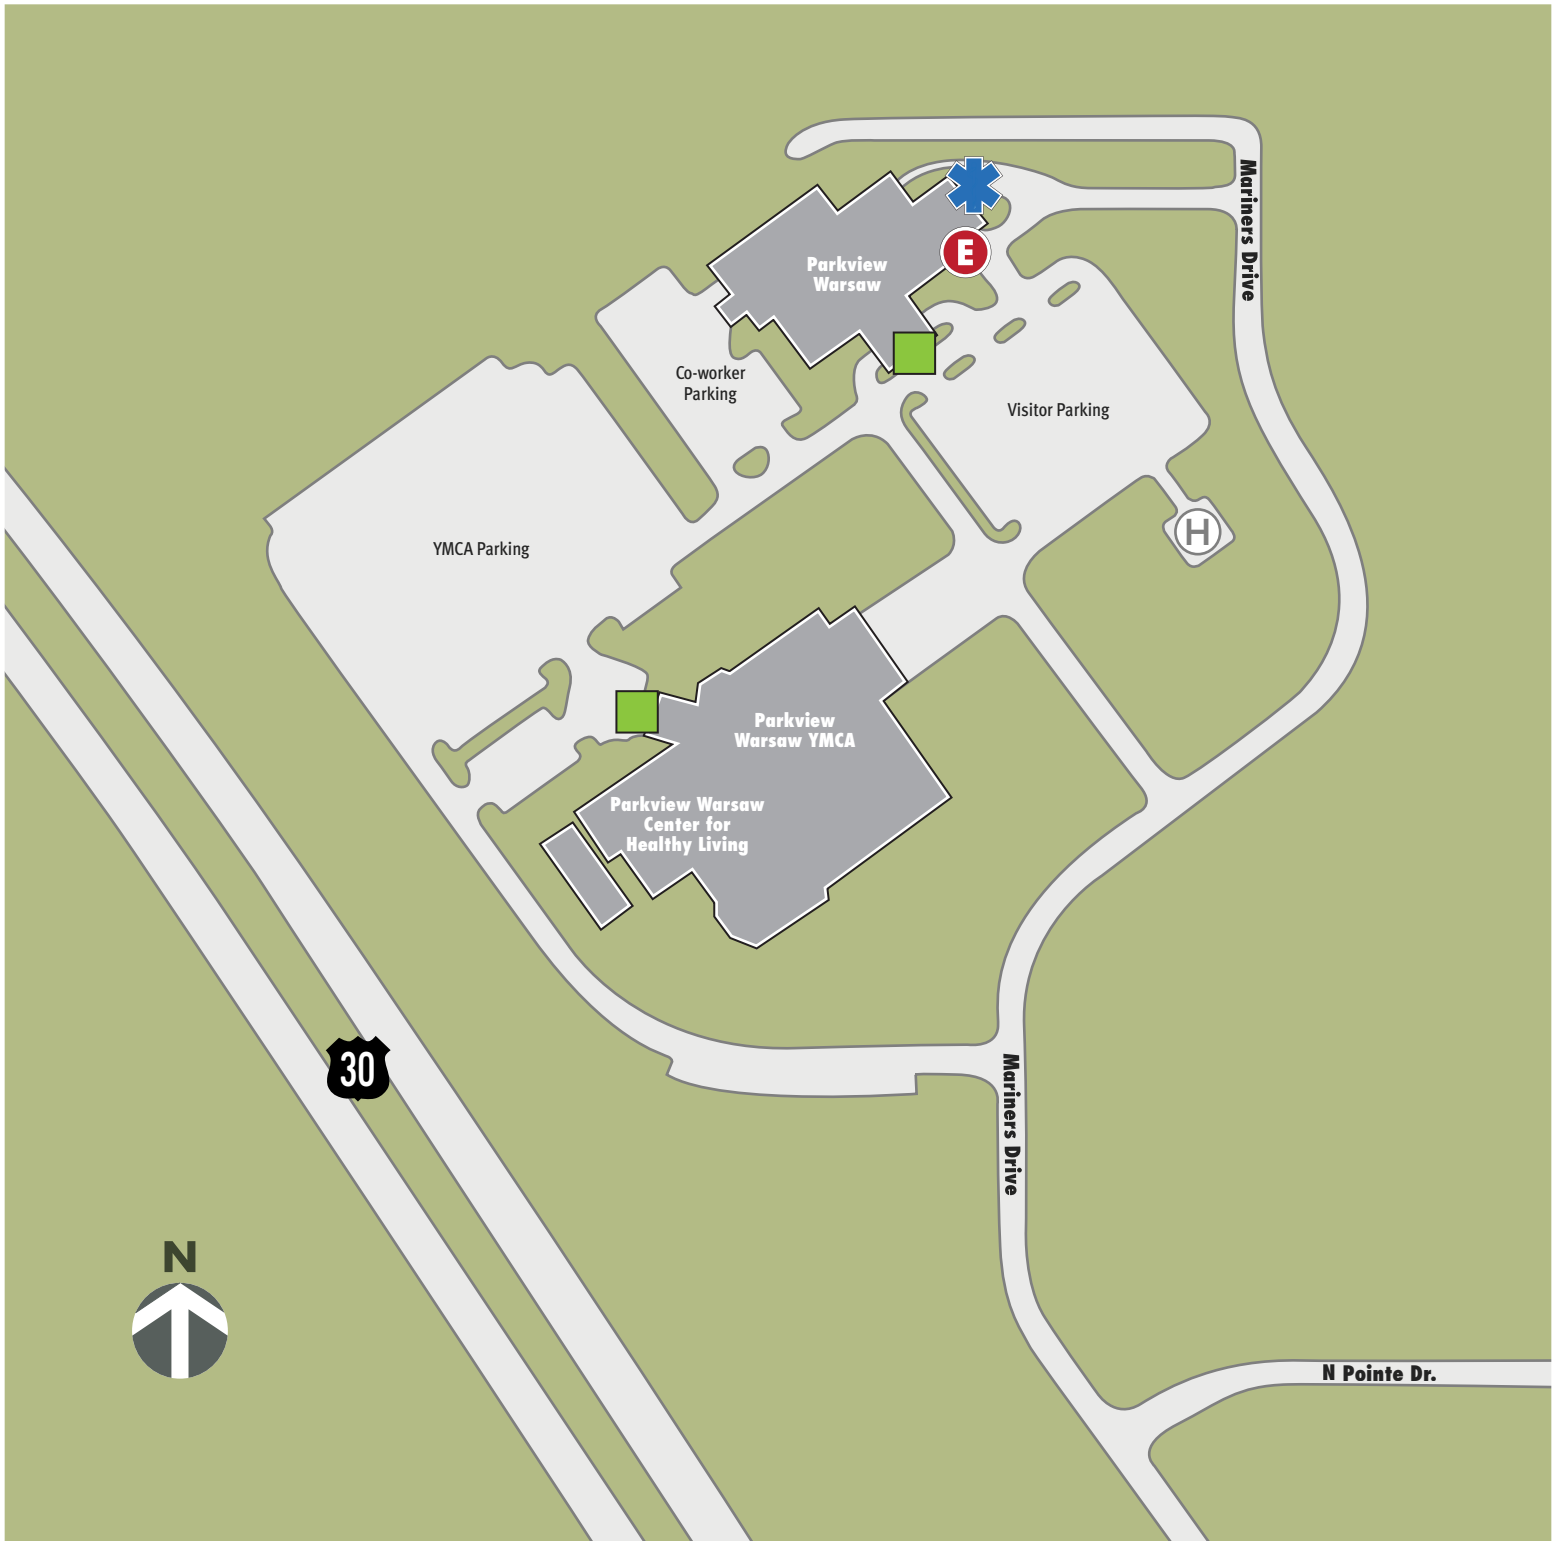 Mariners Drive
E
Parkview
Warsaw
Co-worker
Parking
Visitor Parking
H
YMCA Parking
Parkview
Warsaw YMCA
Parkview Warsaw
Center for
Healthy Living
30
Mariners Drive
N
N Pointe Dr.